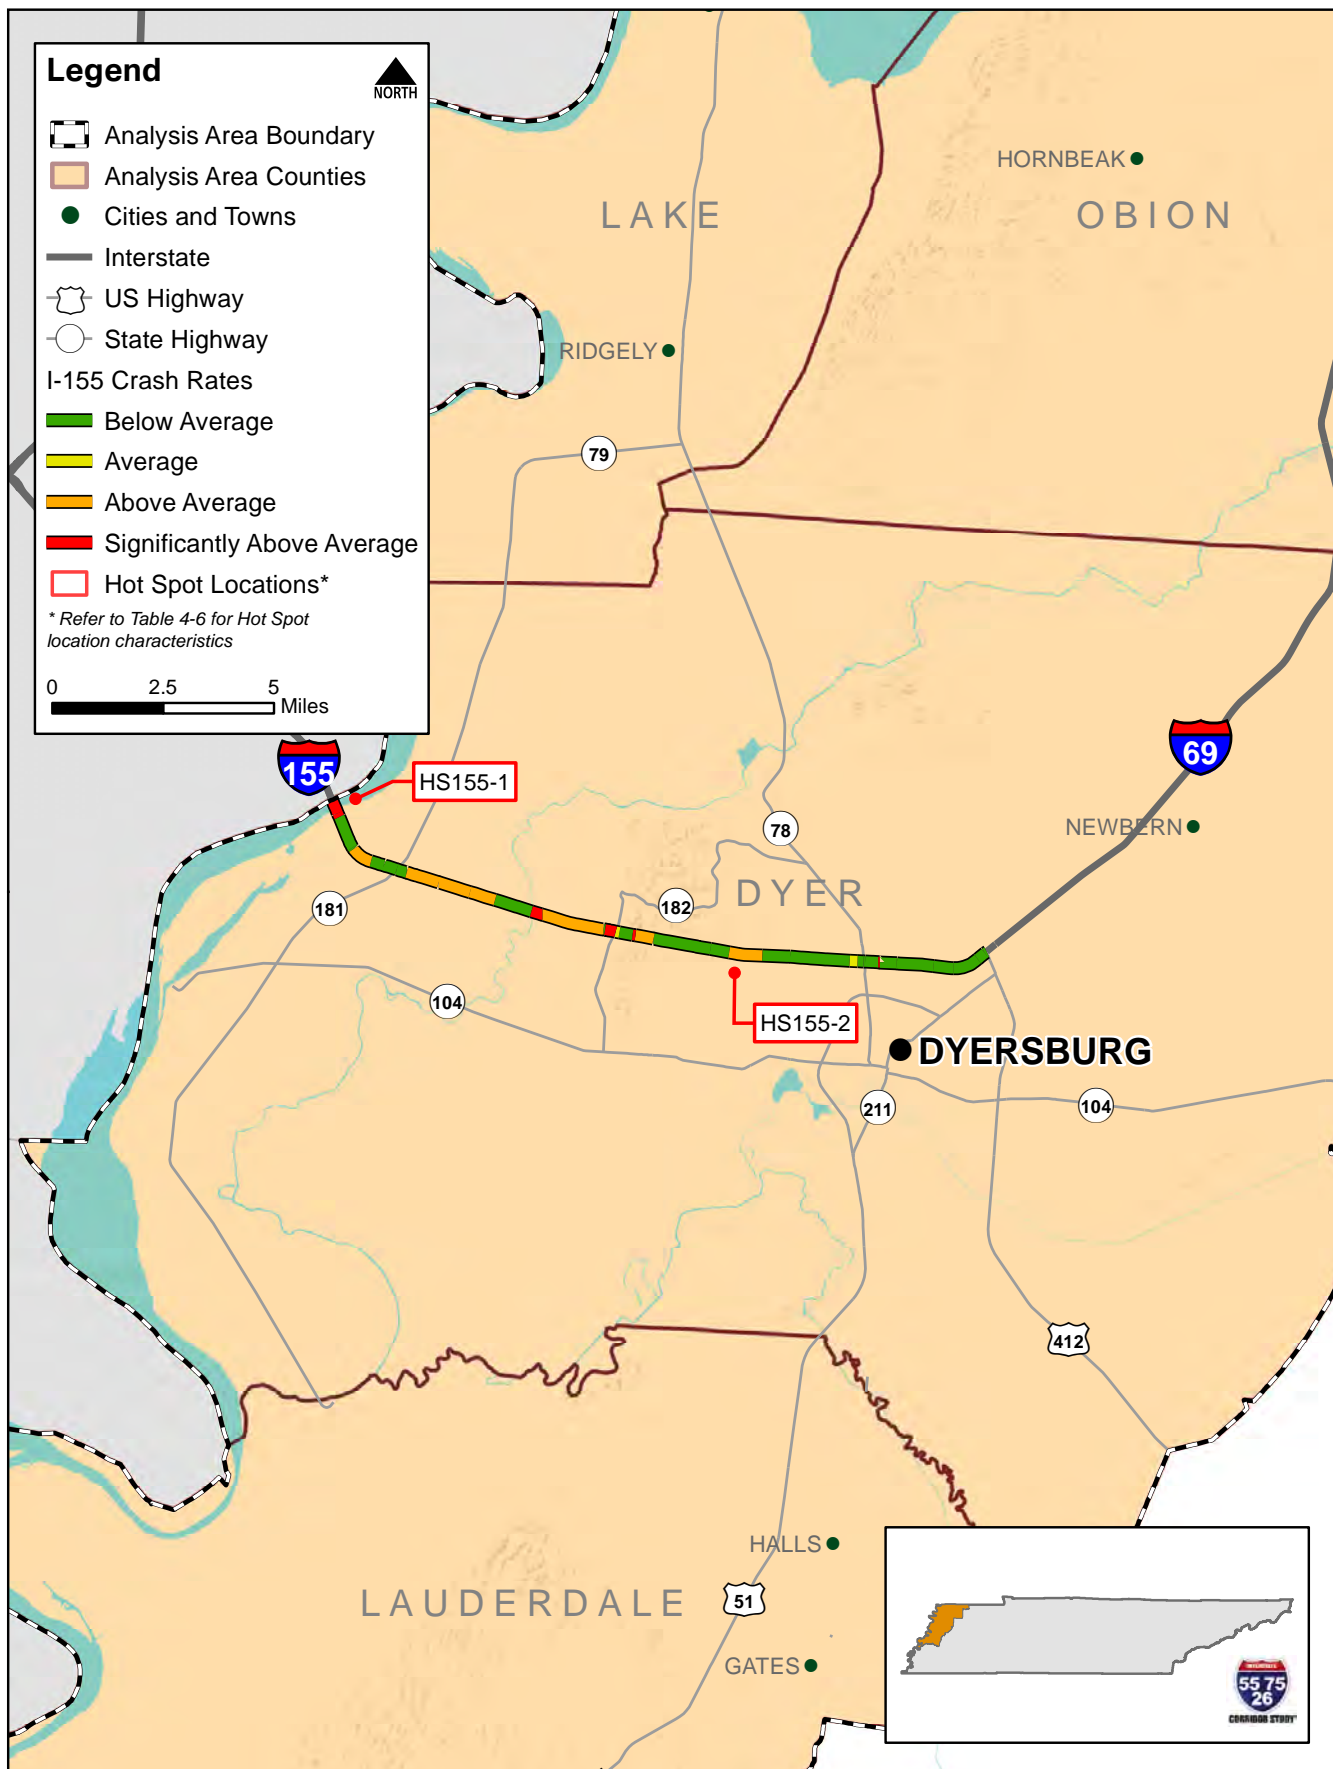 Legend
NORTH
Analysis Area Boundary
Analysis Area Counties
Cities and Towns
Interstate
US Highway
State Highway
I-155 Crash Rates
Below Average
Average
Above Average
Significantly Above Average
Hot Spot Locations*
* Refer to Table 4-6 for Hot Spot
location characteristics
0 2.5 5
Miles
HORNBEAK
LAKE
OBION
RIDGELY
79
69
155
HS155-1
78
NEWBERN
DYER
182
181
104
HS155-2
DYERSBURG
211
104
412
HALLS
LAUDERDALE
51
GATES
INTERSTATE
55 75
26
CORRIDOR STUDY